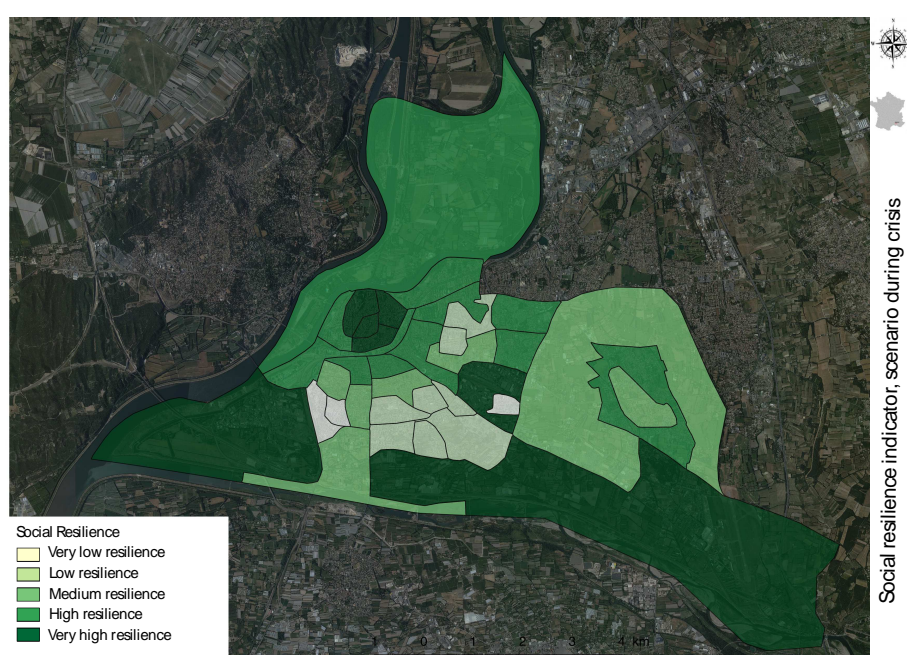 Social resilience indicator, scenario during crisis
Social Resilience
Very low resilience
Low resilience
Medium resilience
High resilience
Very high resilience
1 0 1 2 3 4 km